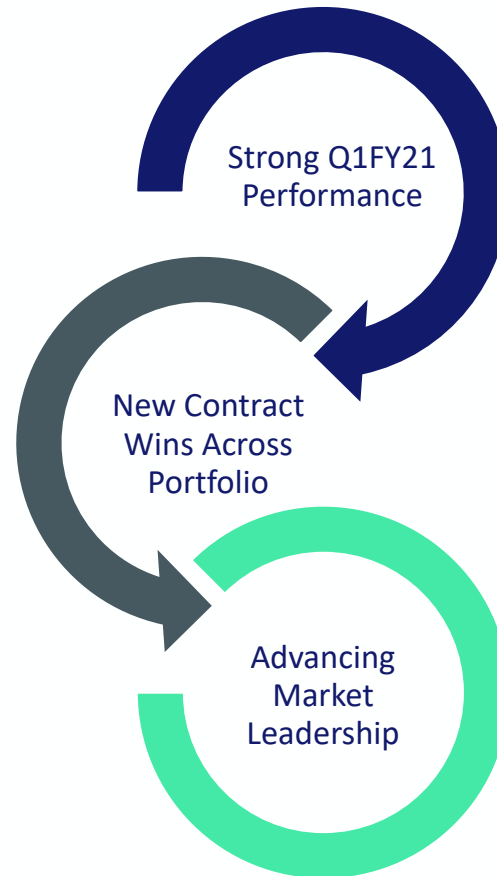 Strong Q1FY21
Performance
New Contract
Wins Across
Portfolio
Advancing
Market
Leadership